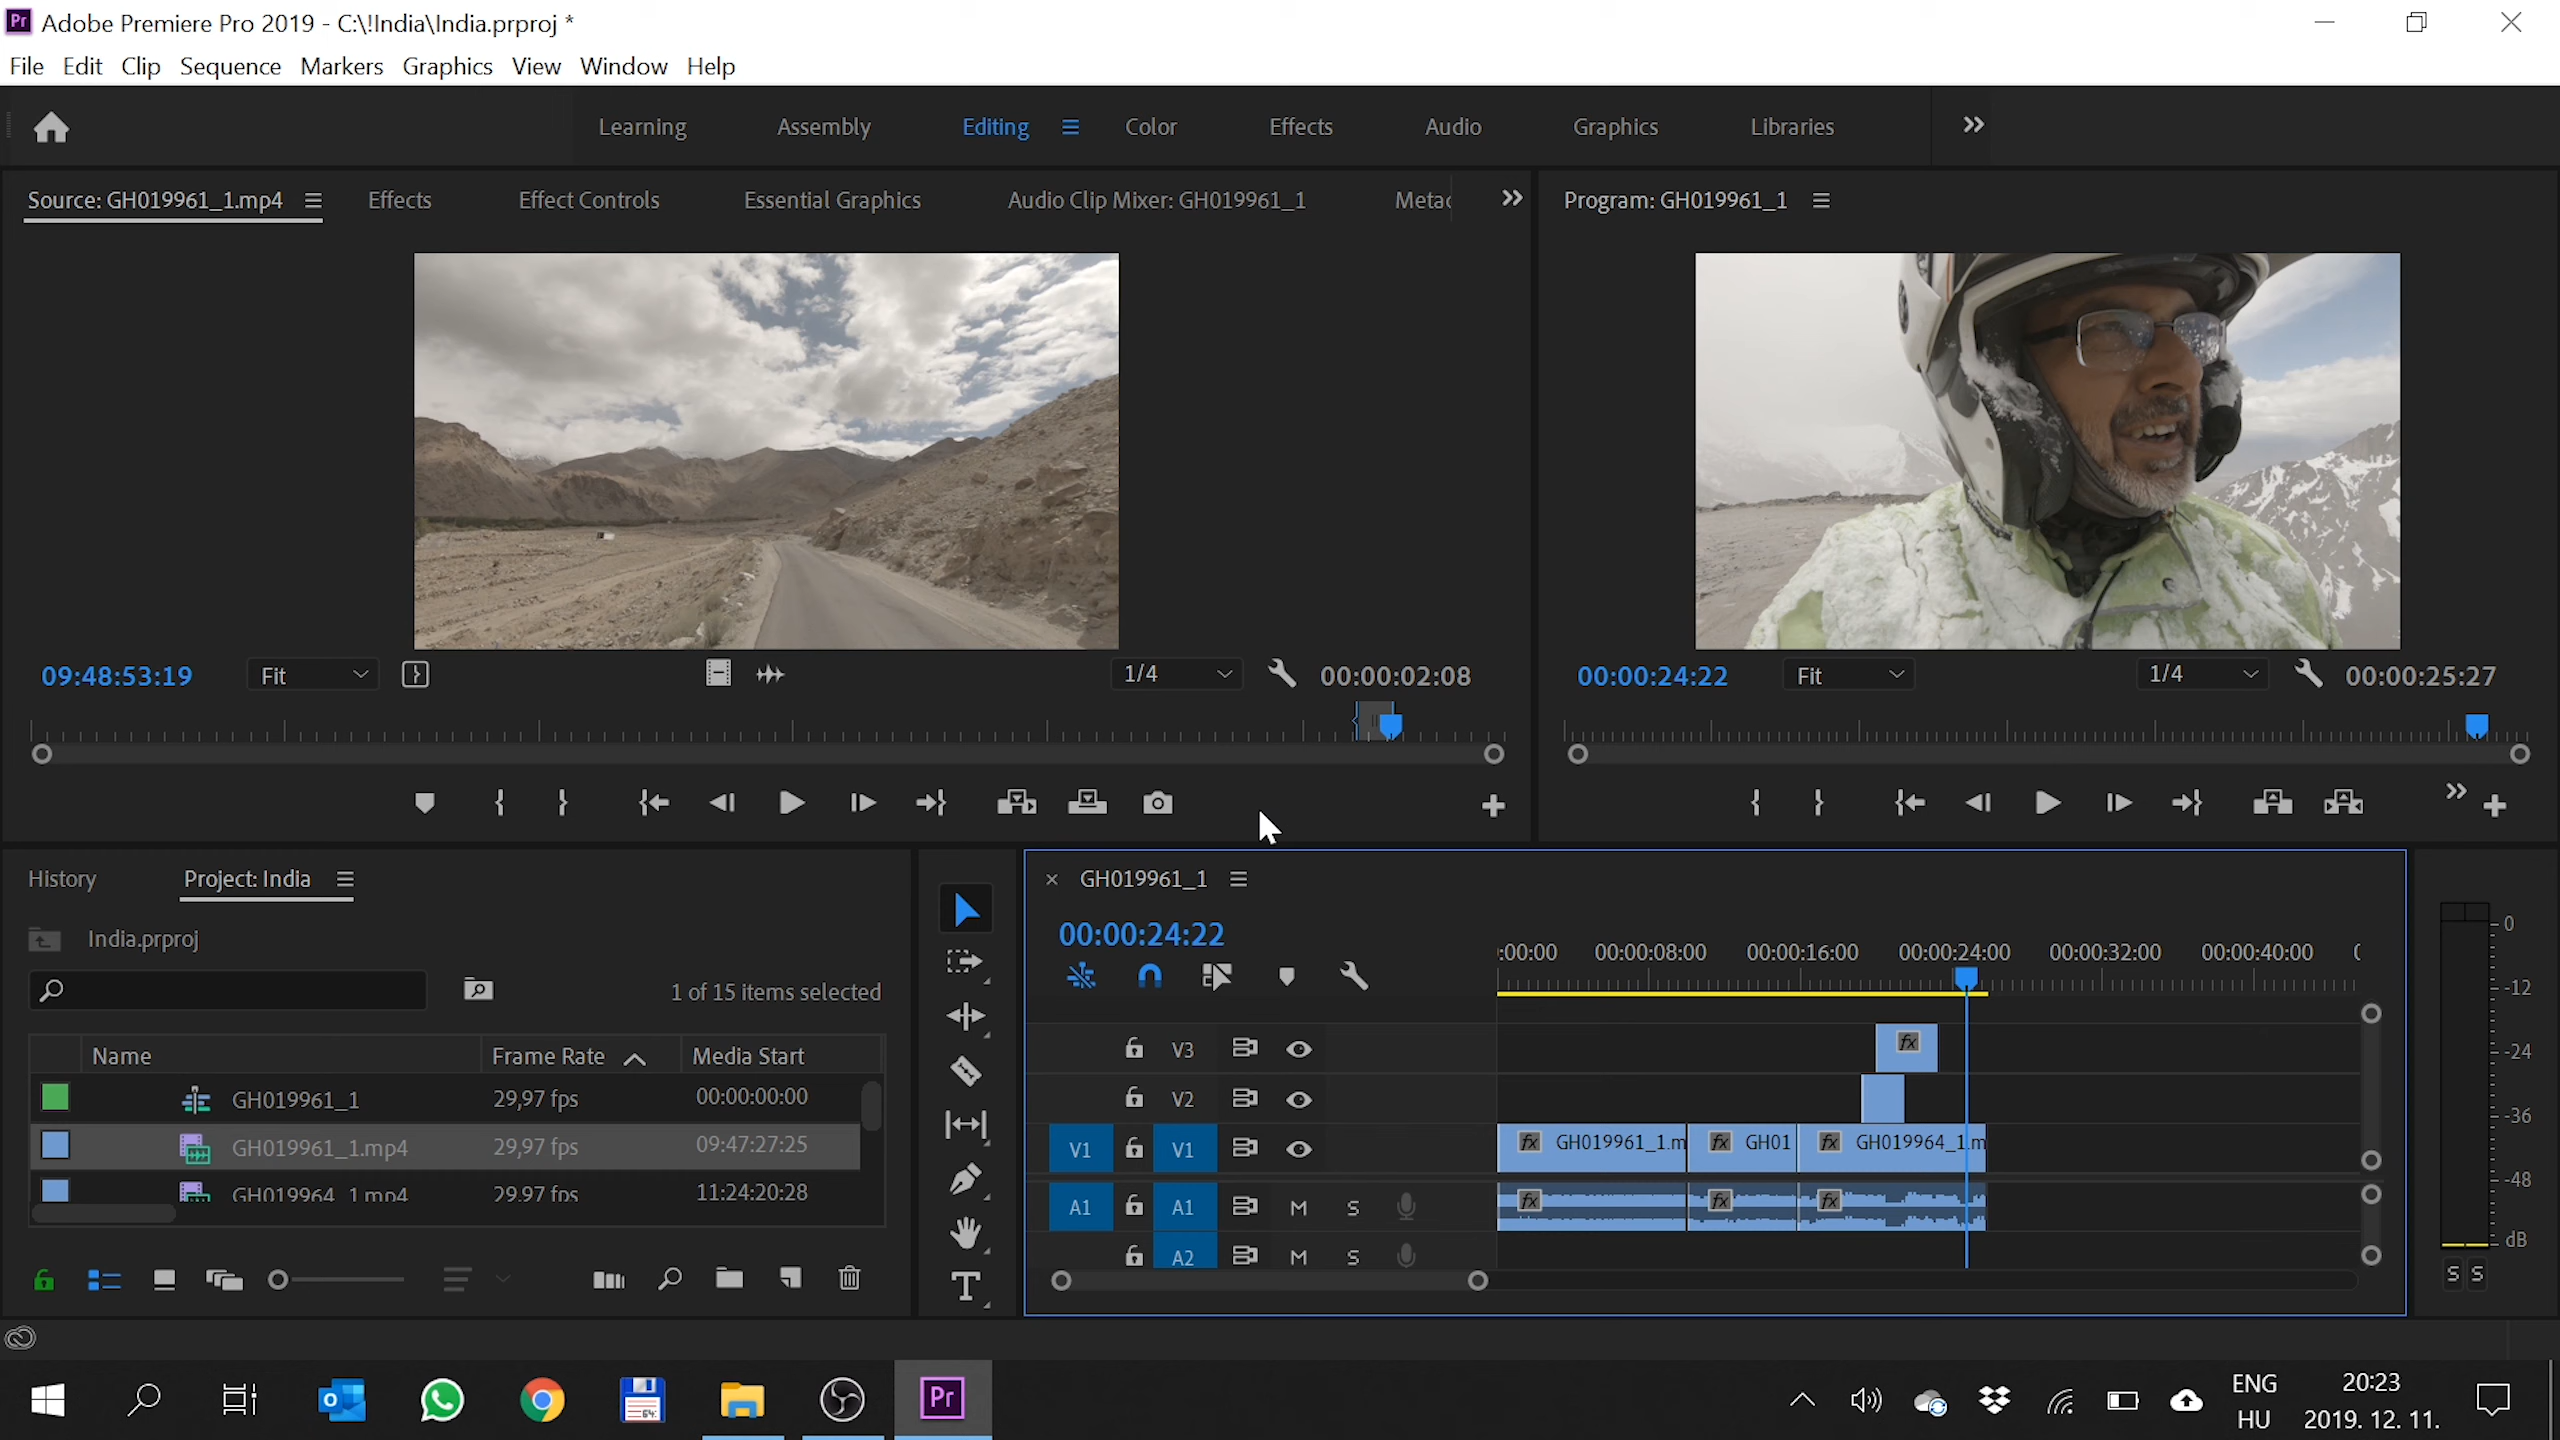 Pr Adobe Premiere Pro 2019 - C:\!India\India.prproj *
File Edit Clip Sequence Markers Graphics View Window Help
Learning Assembly Editing Color Effects Audio Graphics Libraries
Source: GH019961_1.mp4 Effects Effect Controls Essential Graphics Audio Clip Mixer: GH019961_1 Metac
Program: GH019961_1
09:48:53:19 Fit 1/4 00:00:02:08
00:00:24:22 Fit 1/4 00:00:25:27
History Project: India
India.prproj
1 of 15 items selected
Name Frame Rate Media Start
GH019961_1 29,97 fps 00:00:00:00
GH019961_1.mp4 29,97 fps 09:47:27:25
GH019964_1.mp4 29.97 fps 11:24:20:28
GH019961_1
00:00:24:22
:00:00 00:00:08:00 00:00:16:00 00:00:24:00 00:00:32:00 00:00:40:00
V3 fx
V2
V1 V1 fx GH019961_1.m fx GH01 fx GH019964_1.m
A1 A1 M S fx fx fx
A2 M S
0
-12
-24
-36
-48
dB
S S
T
64
Pr
ENG
HU
20:23
2019. 12. 11.